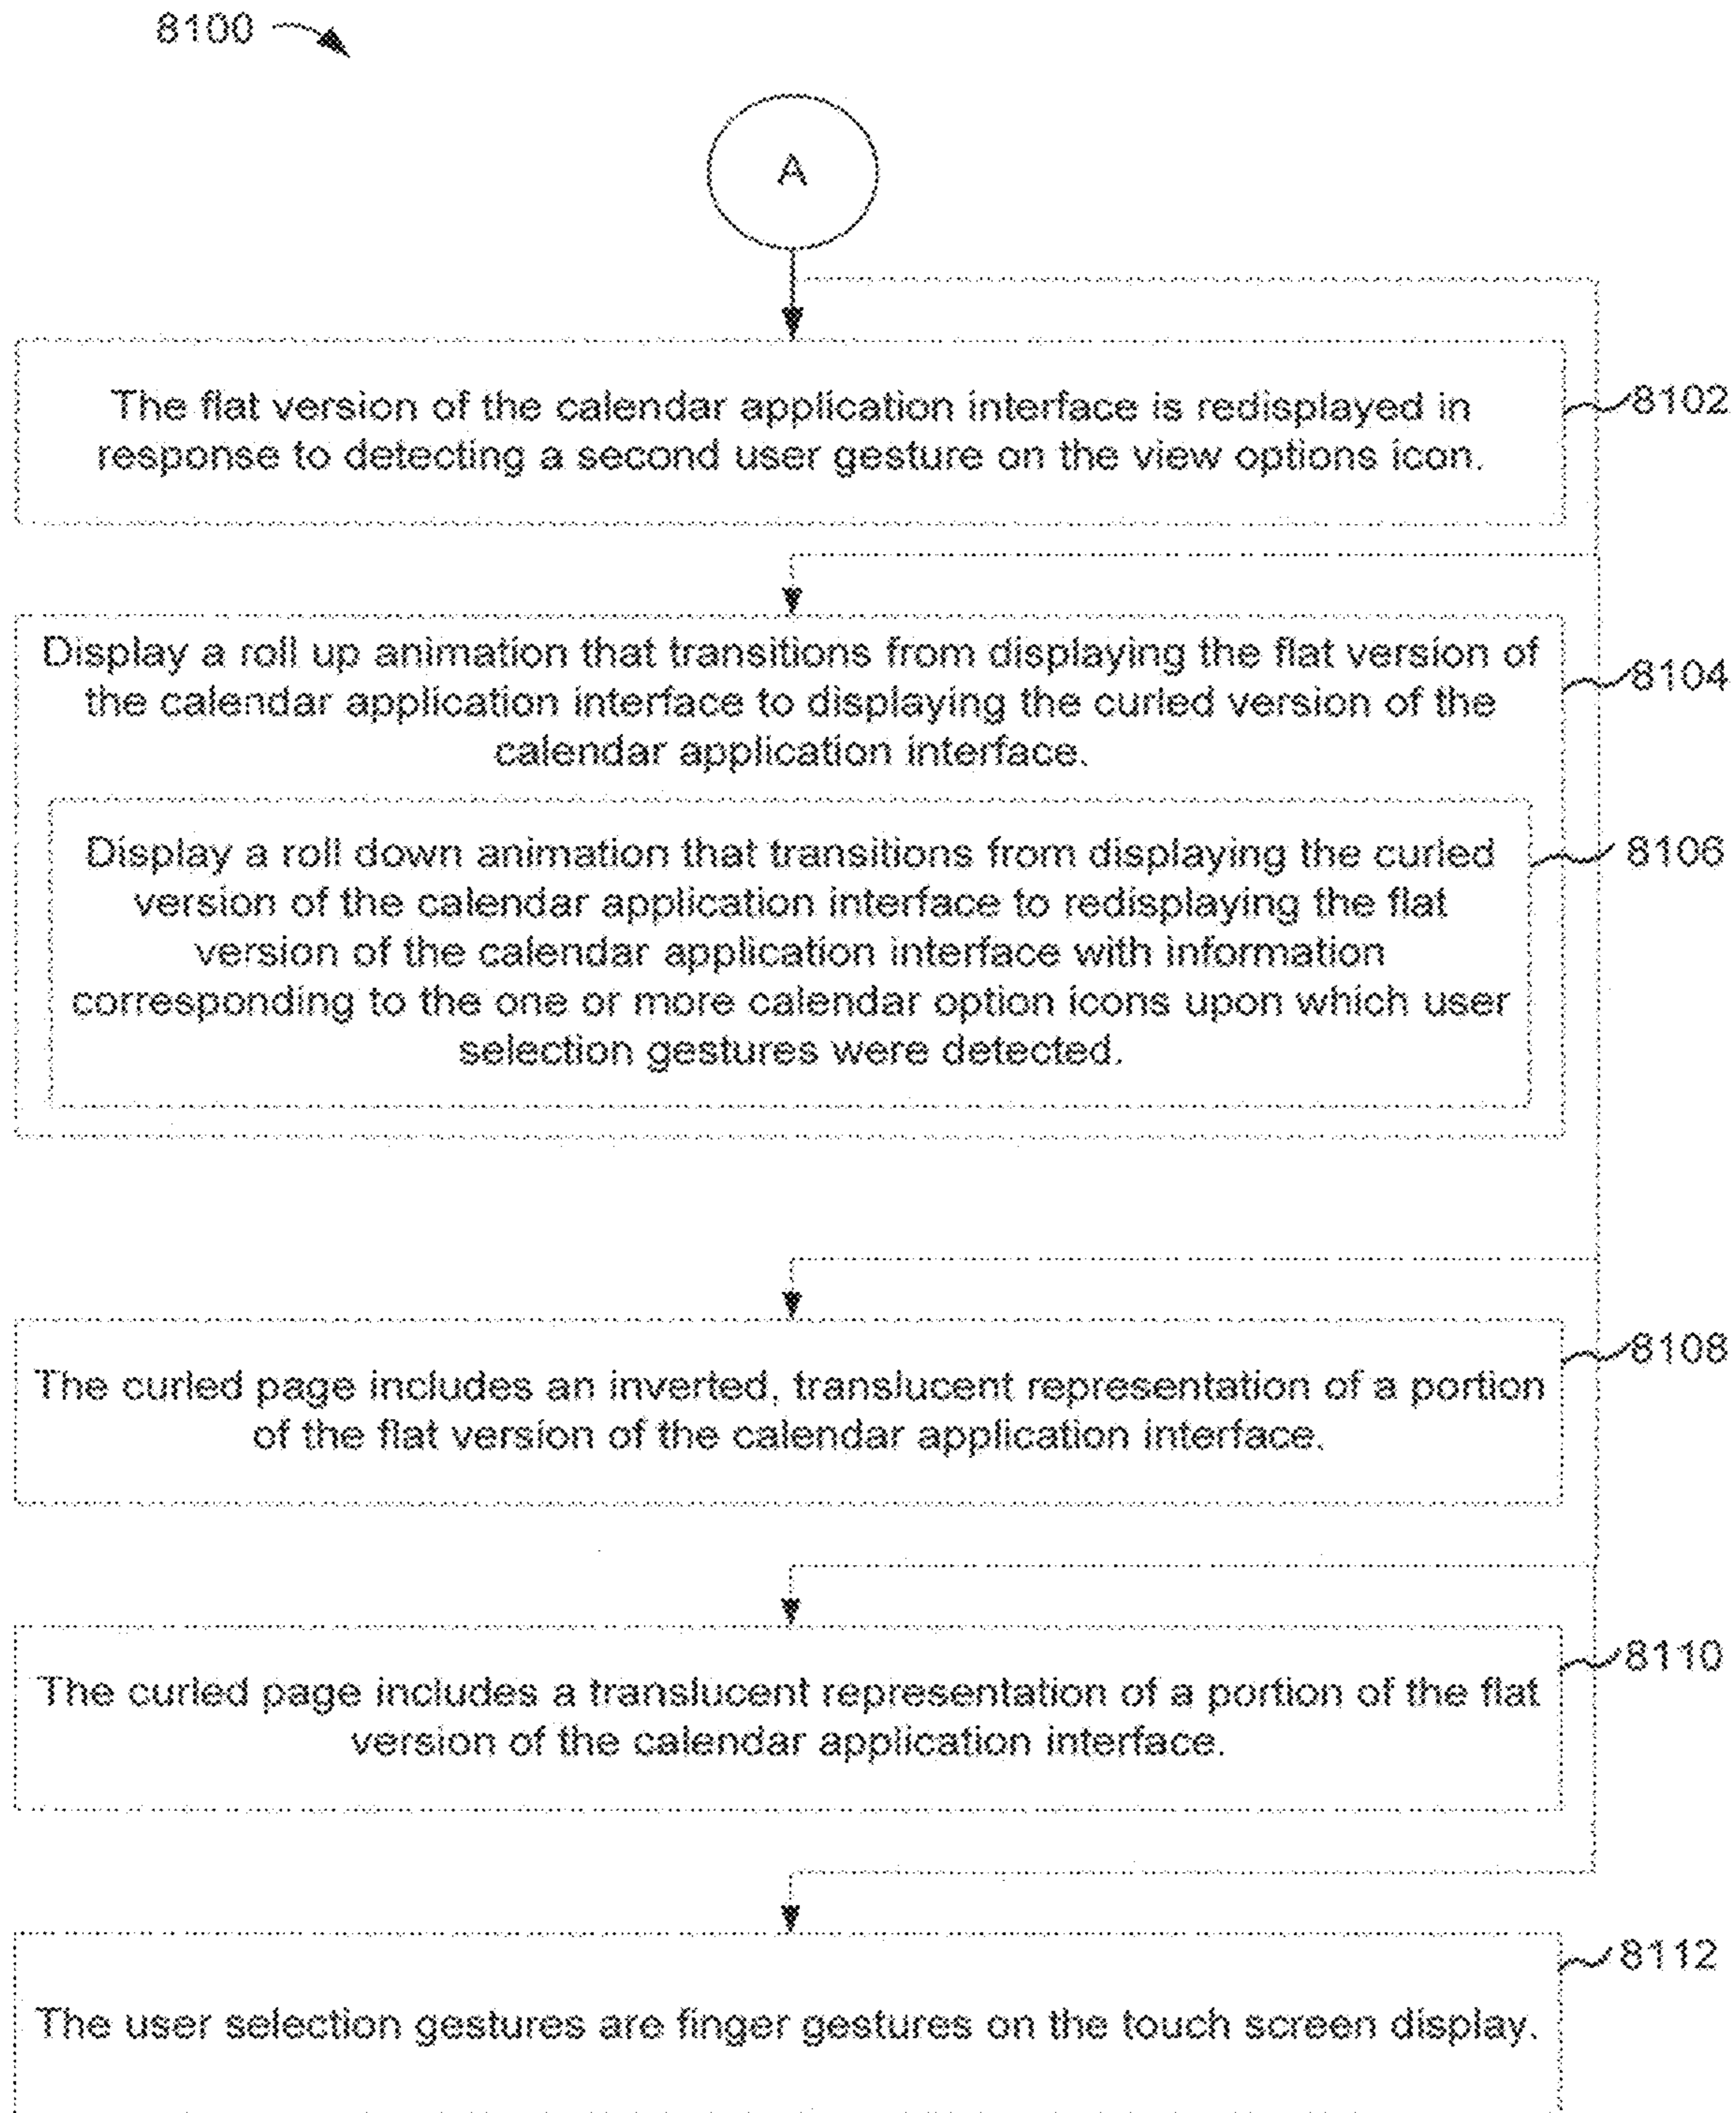 8100
A
The flat version of the calendar application interface is redisplayed in
response to detecting a second user gesture on the view options icon.
8102
Display a roll up animation that transitions from displaying the flat version of
the calendar application interface to displaying the curled version of the
calendar application interface.
8104
Display a roll down animation that transitions from displaying the curled
version of the calendar application interface to redisplaying the flat
version of the calendar application interface with information
corresponding to the one or more calendar option icons upon which user
selection gestures were detected.
8106
The curled page includes an inverted, translucent representation of a portion
of the flat version of the calendar application interface.
8108
The curled page includes a translucent representation of a portion of the flat
version of the calendar application interface.
8110
The user selection gestures are finger gestures on the touch screen display.
8112